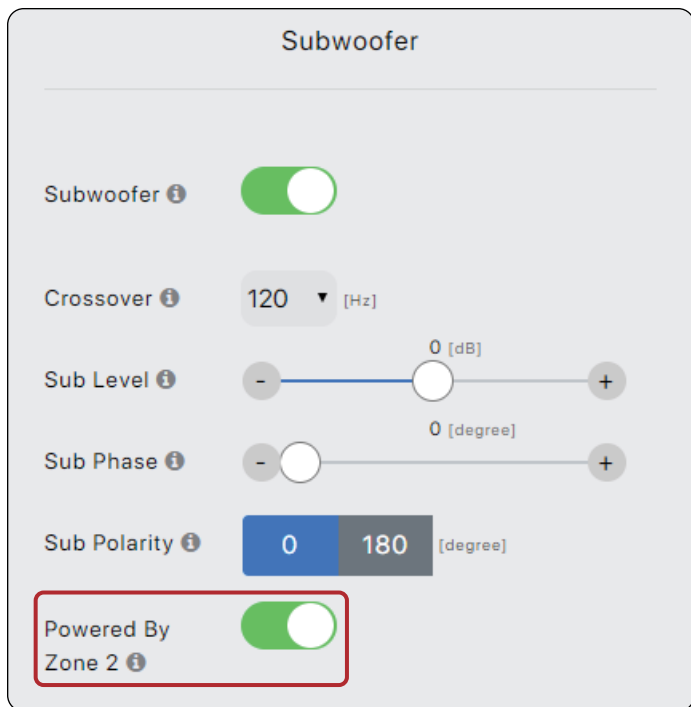 Subwoofer
Subwoofer
Crossover 120 [Hz]
0 [dB]
Sub Level - +
0 [degree]
Sub Phase - +
Sub Polarity 0 180 [degree]
Powered By
Zone 2